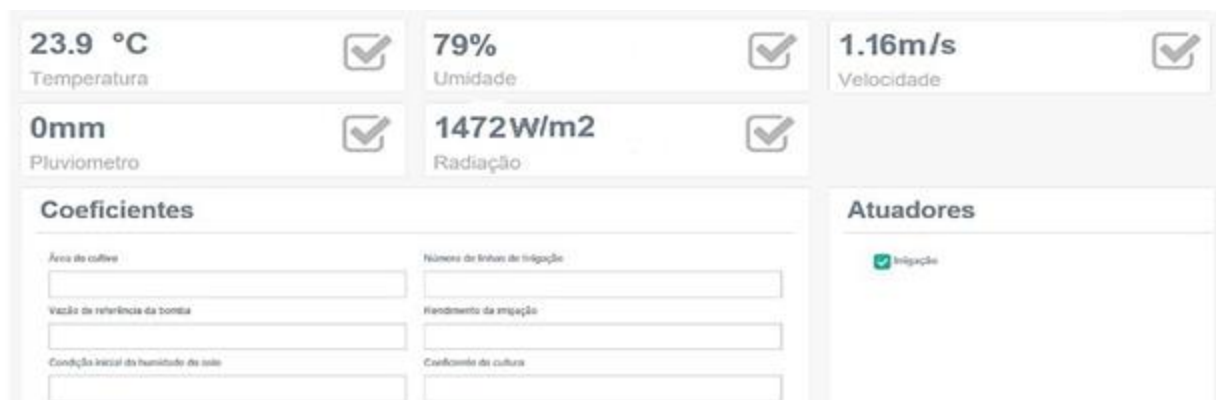 23.9 °C
Temperatura
79%
Umidade
1.16m/s
Velocidade
0mm
Pluviometro
1472W/m2
Radiação
Coeficientes
Atuadores
Área do cultivo
Número de linhas de Irrigação
Irrigação
Vazão de referência da bomba
Rendimento da irrigação
Condição inicial da humidade do solo
Coeficiente da cultura